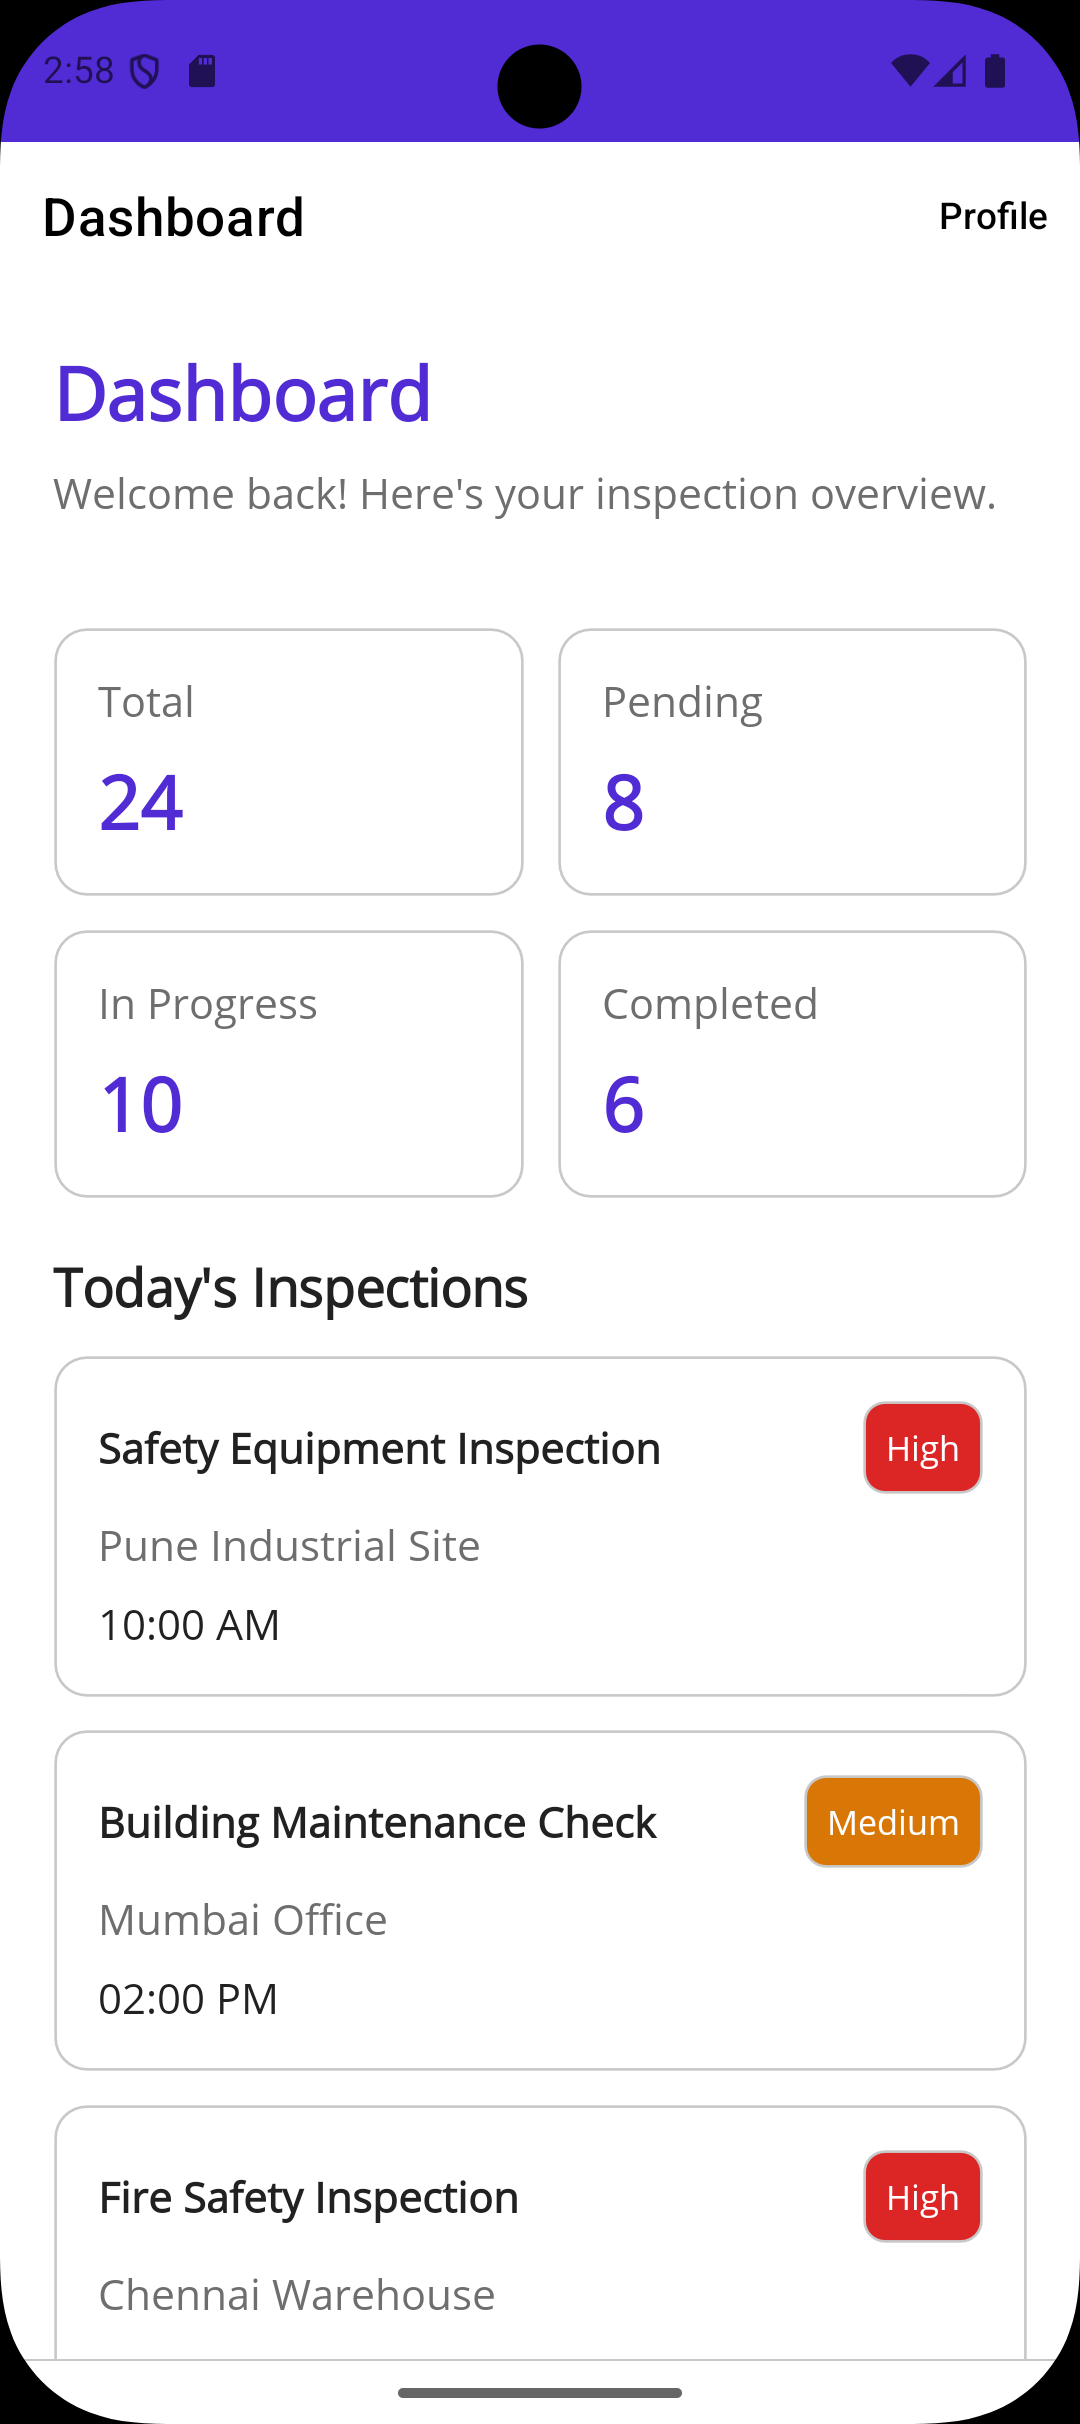 2:58
Dashboard
Profile
Dashboard
Welcome back! Here's your inspection overview.
Total
24
Pending
8
In Progress
10
Completed
6
Today's Inspections
Safety Equipment Inspection
High
Pune Industrial Site
10:00 AM
Building Maintenance Check
Medium
Mumbai Office
02:00 PM
Fire Safety Inspection
High
Chennai Warehouse